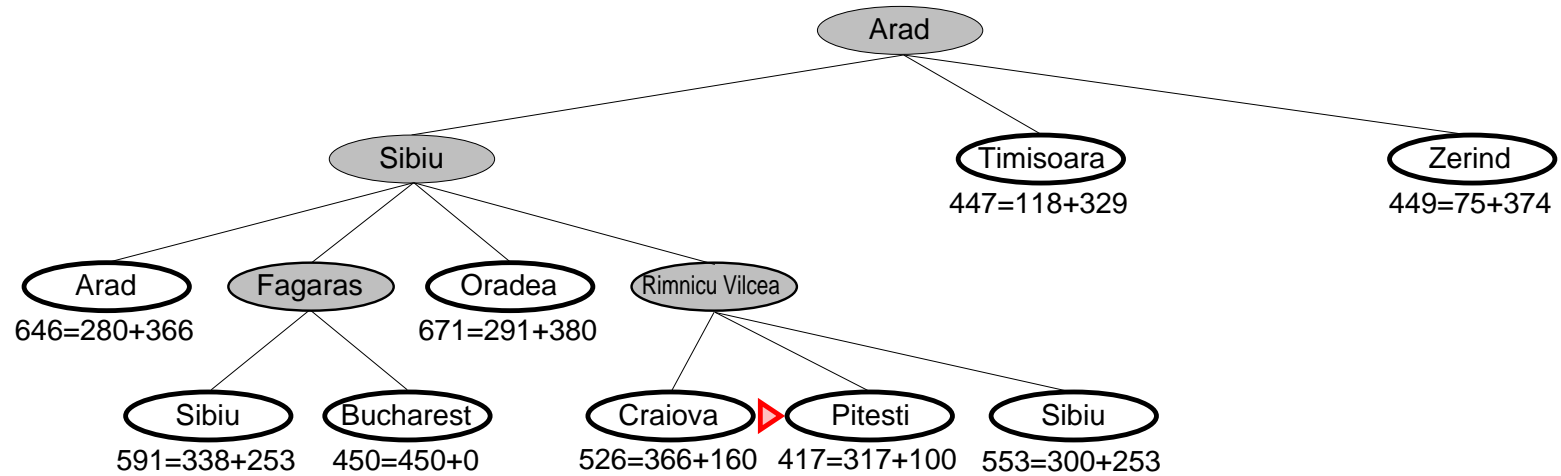 Arad
Sibiu
Timisoara
Zerind
447=118+329
449=75+374
Arad
Fagaras
Oradea
Rimnicu Vilcea
646=280+366
671=291+380
Sibiu
Bucharest
Craiova
Pitesti
Sibiu
591=338+253
450=450+0
526=366+160
417=317+100
553=300+253